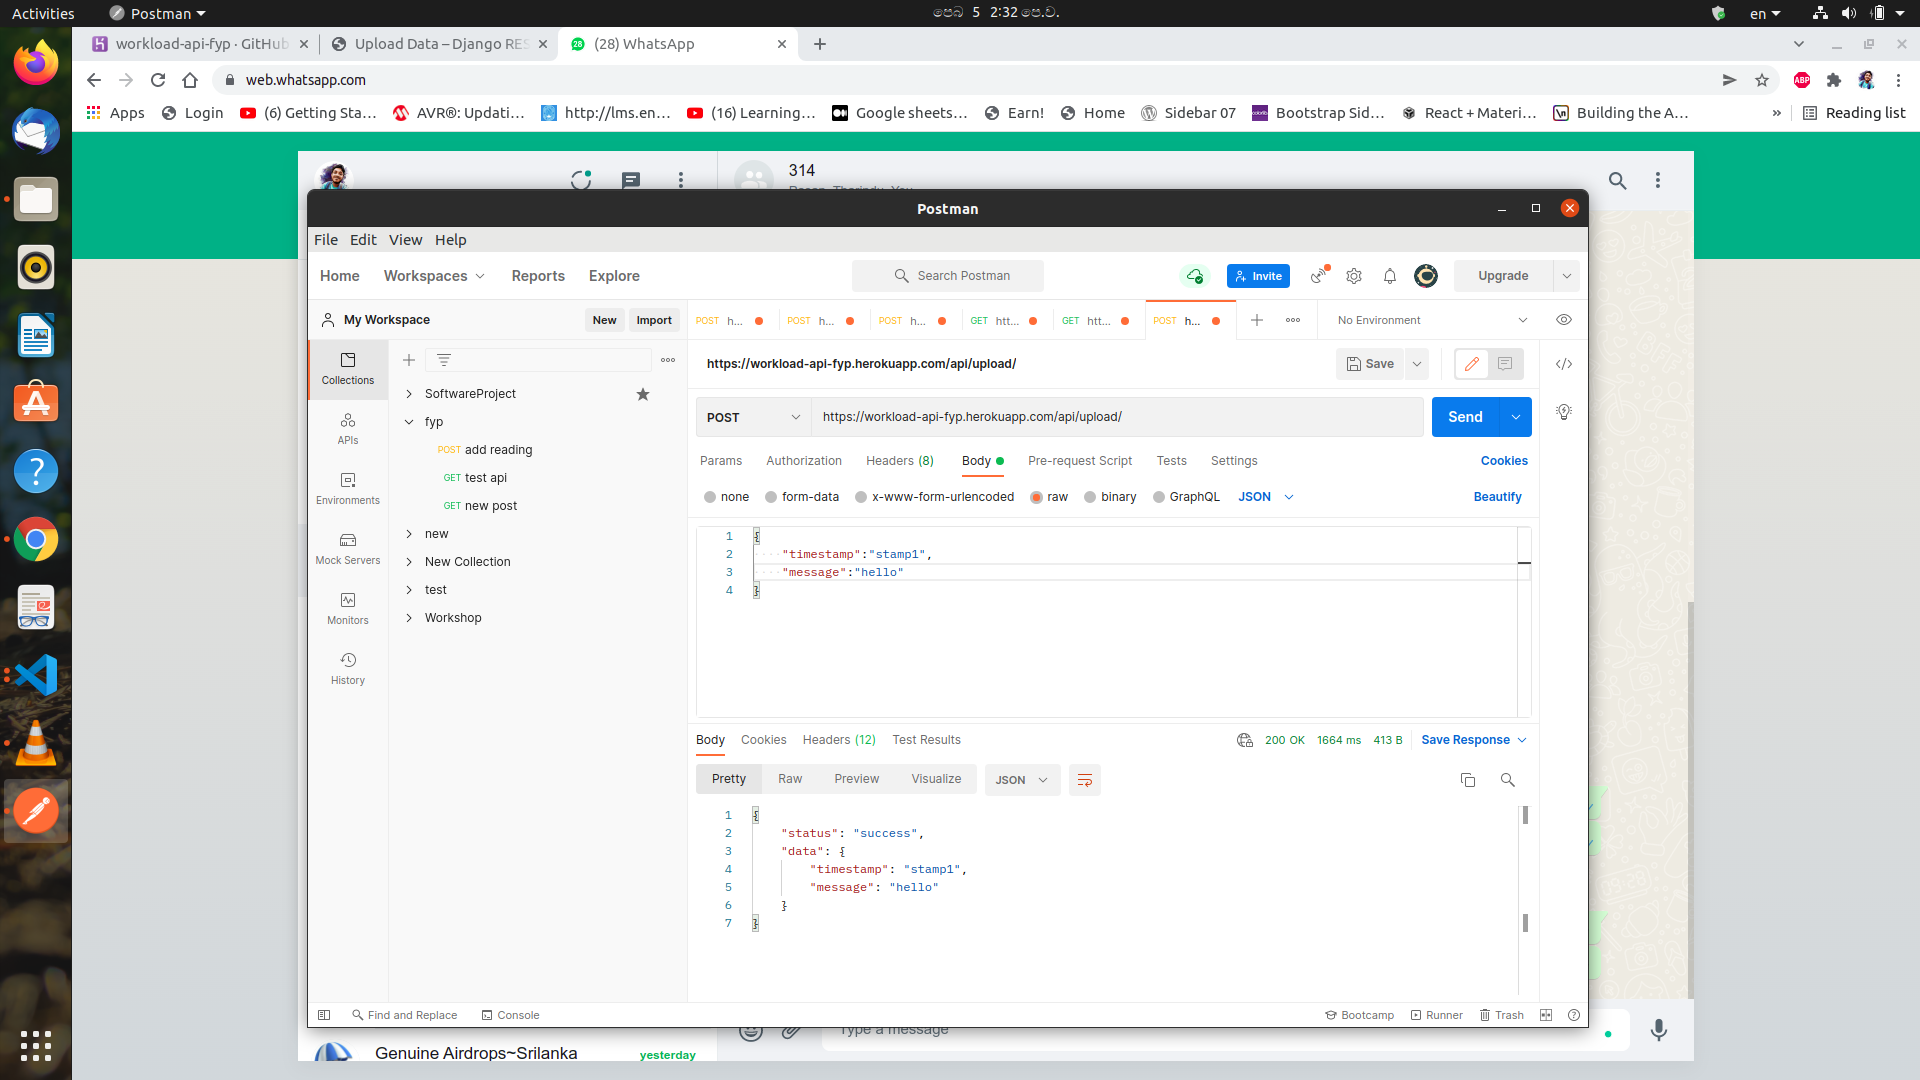 Activities
Postman
පෙබ 5 2:32 පෙ.ව.
en
workload-api-fyp · GitHub
Upload Data – Django RES
(28) WhatsApp
web.whatsapp.com
ABP
Apps
Login
(6) Getting Sta…
AVR®: Updati…
http://lms.en…
(16) Learning…
Google sheets…
Earn!
Home
Sidebar 07
Bootstrap Sid…
React + Materi…
Building the A…
»
Reading list
314
Postman
File Edit View Help
Home Workspaces Reports Explore
Search Postman
Invite
Upgrade
My Workspace
New
Import
POST h...
POST h...
POST h...
GET htt...
GET htt...
POST h...
No Environment
Collections
APIs
Environments
Mock Servers
Monitors
History
SoftwareProject
fyp
POST add reading
GET test api
GET new post
new
New Collection
test
Workshop
https://workload-api-fyp.herokuapp.com/api/upload/
Save
POST
https://workload-api-fyp.herokuapp.com/api/upload/
Send
Params Authorization Headers (8) Body Pre-request Script Tests Settings
Cookies
none form-data x-www-form-urlencoded raw binary GraphQL JSON
Beautify
1 {
2 "timestamp":"stamp1",
3 "message":"hello"
4 }
Body Cookies Headers (12) Test Results
200 OK 1664 ms 413 B
Save Response
Pretty Raw Preview Visualize JSON
1 {
2 "status": "success",
3 "data": {
4 "timestamp": "stamp1",
5 "message": "hello"
6 }
7 }
Find and Replace
Console
Bootcamp
Runner
Trash
Type a message
Genuine Airdrops~Srilanka
yesterday